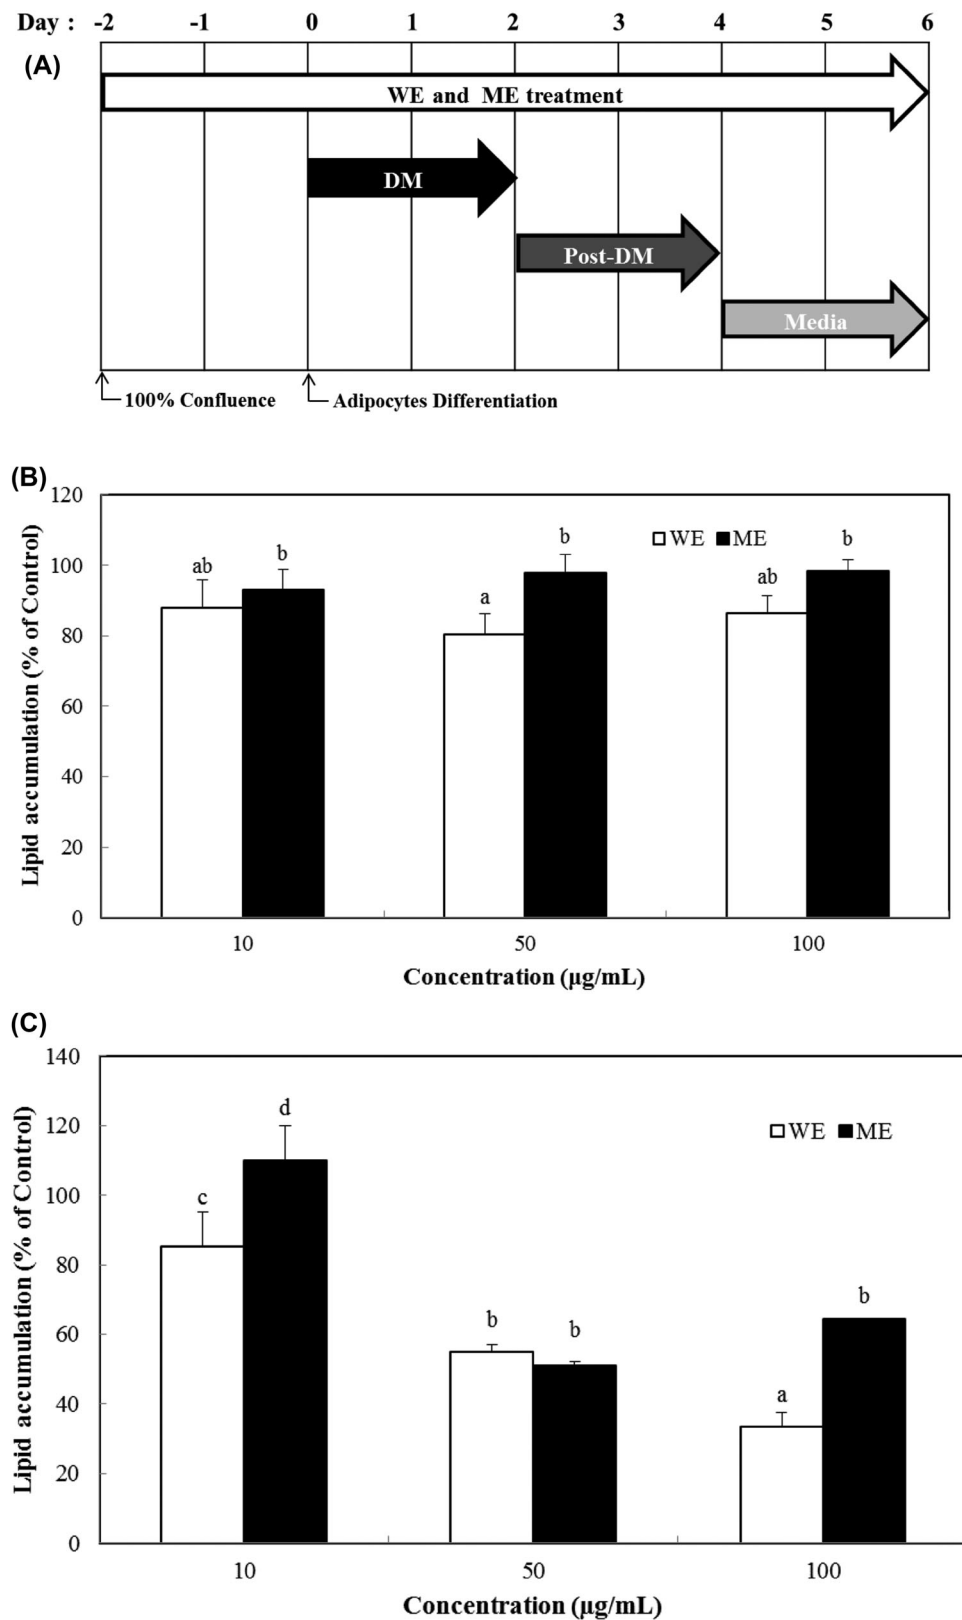 Day : -2 -1 0 1 2 3 4 5 6
(A)
WE and ME treatment
DM
Post-DM
Media
100% Confluence
Adipocytes Differentiation
(B)
Lipid accumulation (% of Control)
120
100
80
60
40
20
0
WE ME
ab
b
a
b
ab
b
10 50 100
Concentration (μg/mL)
(C)
Lipid accumulation (% of Control)
140
120
100
80
60
40
20
0
WE ME
c
d
b
b
a
b
10 50 100
Concentration (μg/mL)